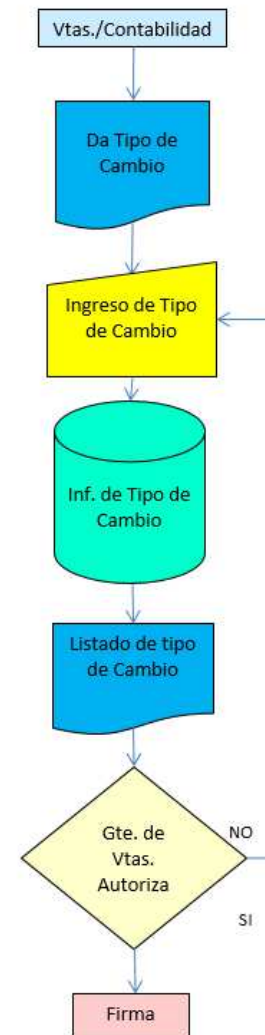 Vtas./Contabilidad
Da Tipo de
Cambio
Ingreso de Tipo
de Cambio
Inf. de Tipo de
Cambio
Listado de tipo
de Cambio
Gte. de
Vtas.
Autoriza
NO
SI
Firma